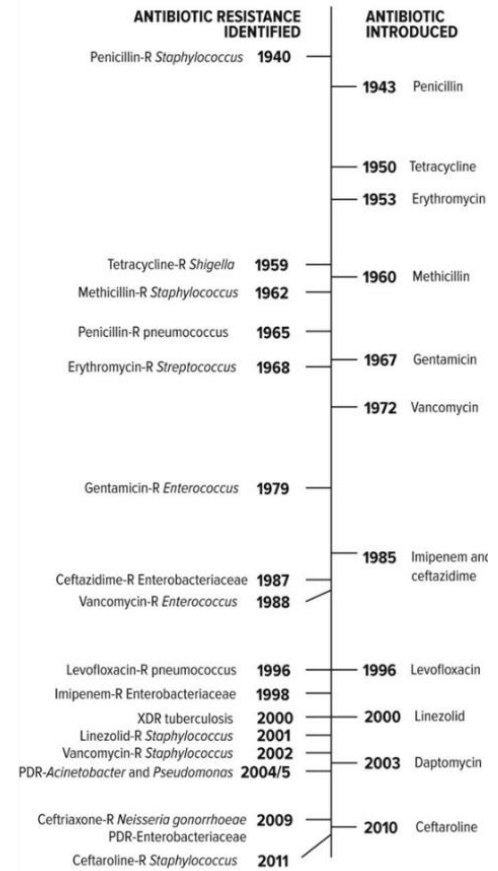 ANTIBIOTIC RESISTANCE
IDENTIFIED
ANTIBIOTIC
INTRODUCED
Penicillin-R Staphylococcus 1940
1943 Penicillin
1950 Tetracycline
1953 Erythromycin
Tetracycline-R Shigella 1959
1960 Methicillin
Methicillin-R Staphylococcus 1962
Penicillin-R pneumococcus 1965
1967 Gentamicin
Erythromycin-R Streptococcus 1968
1972 Vancomycin
Gentamicin-R Enterococcus 1979
1985 Imipenem and
ceftazidime
Ceftazidime-R Enterobacteriaceae 1987
Vancomycin-R Enterococcus 1988
Levofloxacin-R pneumococcus 1996
1996 Levofloxacin
Imipenem-R Enterobacteriaceae 1998
XDR tuberculosis 2000
2000 Linezolid
Linezolid-R Staphylococcus 2001
Vancomycin-R Staphylococcus 2002
2003 Daptomycin
PDR-Acinetobacter and Pseudomonas 2004/5
Ceftriaxone-R Neisseria gonorrhoeae 2009
PDR-Enterobacteriaceae
2010 Ceftaroline
Ceftaroline-R Staphylococcus 2011